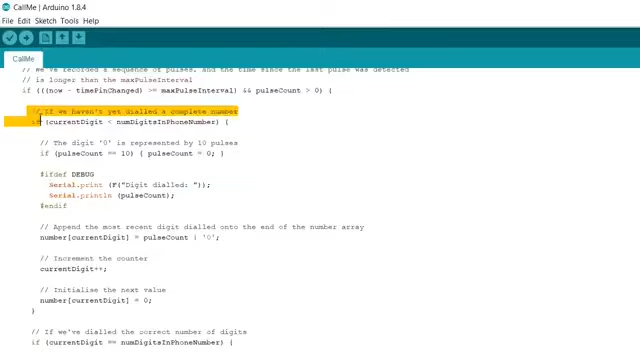 CallMe | Arduino 1.8.4
File Edit Sketch Tools Help
CallMe
// We've recorded a sequence of pulses, and the time since the last pulse was detected
// is longer than the maxPulseInterval
if (((now - timePinChanged) >= maxPulseInterval) && pulseCount > 0) {
// If we haven't yet dialled a complete number
if (currentDigit < numDigitsInPhoneNumber) {
// The digit '0' is represented by 10 pulses
if (pulseCount == 10) { pulseCount = 0; }
#ifdef DEBUG
Serial.print (F("Digit dialled: "));
Serial.println (pulseCount);
#endif
// Append the most recent digit dialled onto the end of the number array
number[currentDigit] = pulseCount | '0';
// Increment the counter
currentDigit++;
// Initialise the next value
number[currentDigit] = 0;
}
// If we've dialled the correct number of digits
if (currentDigit == numDigitsInPhoneNumber) {